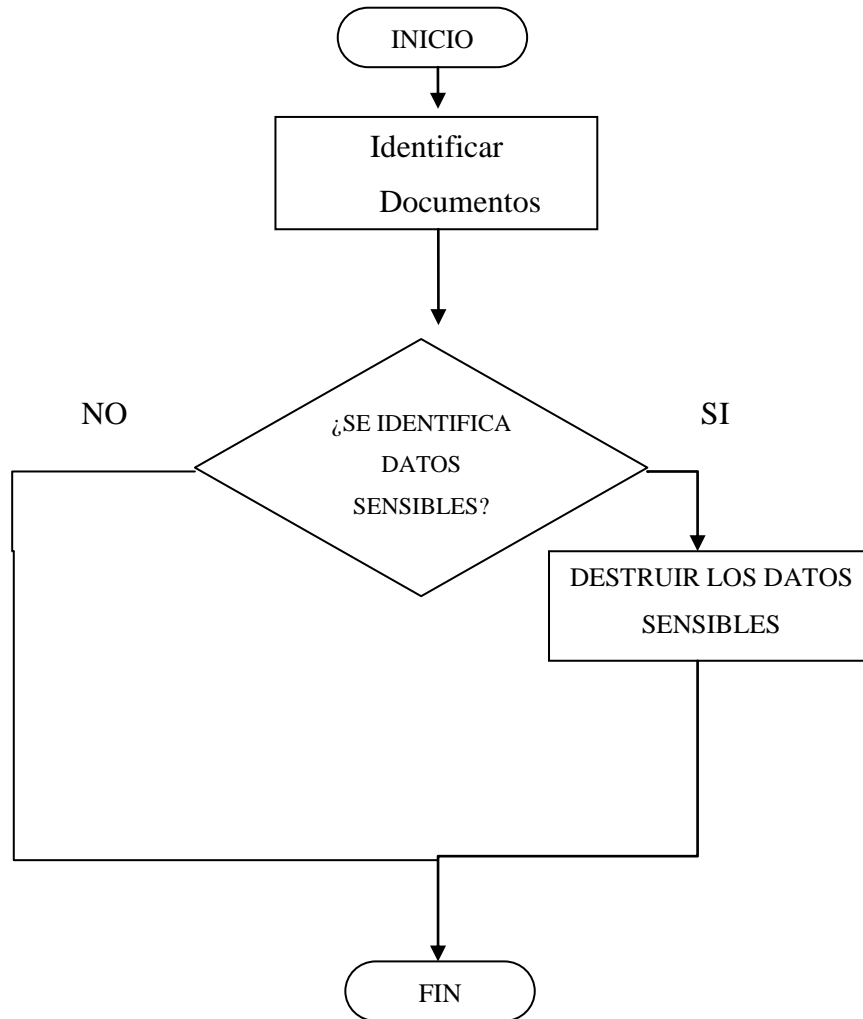 INICIO
Identificar
Documentos
NO
¿SE IDENTIFICA
DATOS
SENSIBLES?
SI
DESTRUIR LOS DATOS
SENSIBLES
FIN